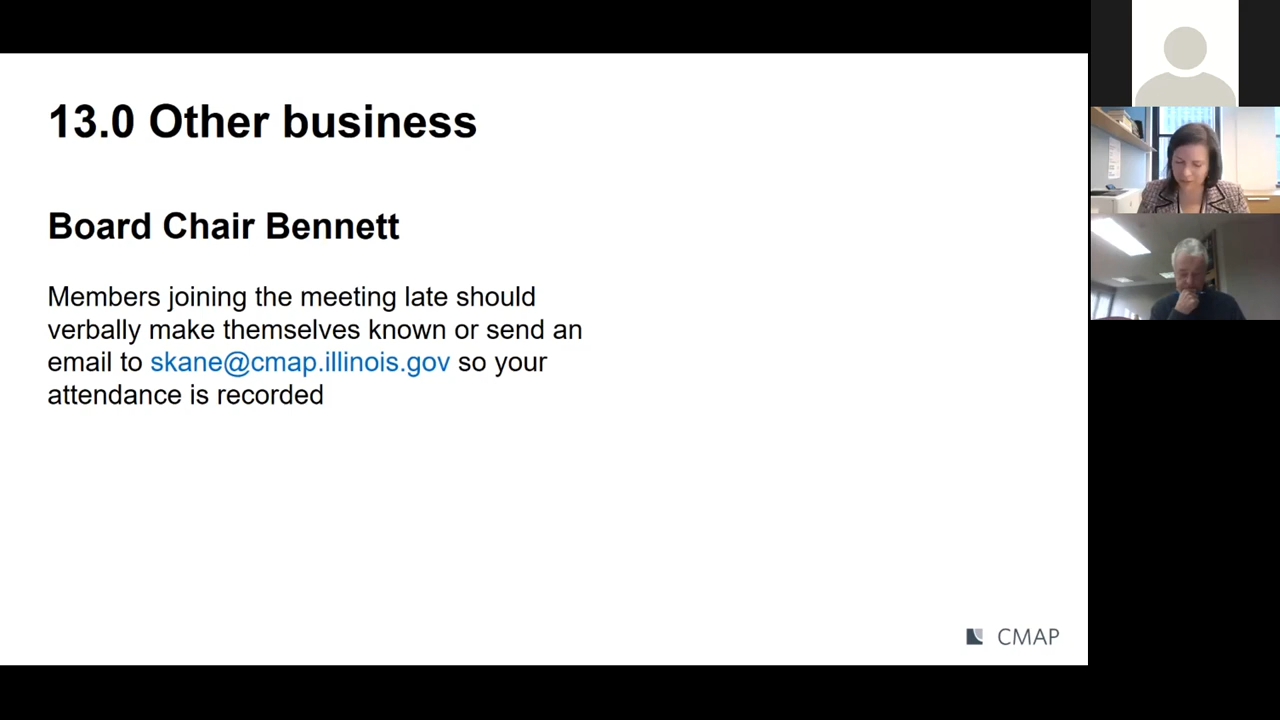 13.0 Other business
Board Chair Bennett
Members joining the meeting late should
verbally make themselves known or send an
email to skane@cmap.illinois.gov so your
attendance is recorded
CMAP